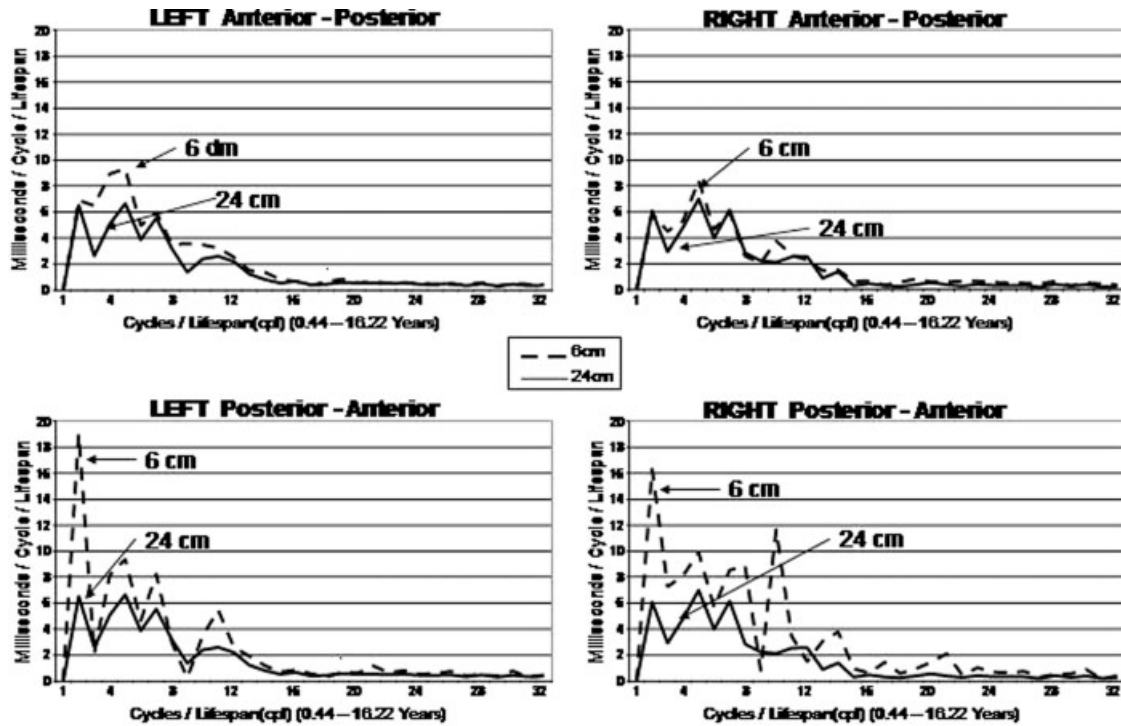 LEFT Anterior - Posterior
20
18
16
14
12
10
8
6
4
2
0
Milliseconds / Cycle / Lifespan
6 dm
24 cm
1 4 8 12 16 20 24 28 32
Cycles / Lifespan(cpl) (0.44 – 16.22 Years)
RIGHT Anterior - Posterior
20
18
16
14
12
10
8
6
4
2
0
Milliseconds / Cycle / Lifespan
6 cm
24 cm
1 4 8 12 16 20 24 28 32
Cycles / Lifespan(cpl) (0.44 – 16.22 Years)
6cm
24cm
LEFT Posterior - Anterior
20
18
16
14
12
10
8
6
4
2
0
Milliseconds / Cycle / Lifespan
6 cm
24 cm
1 4 8 12 16 20 24 28 32
Cycles / Lifespan(cpl) (0.44 – 16.22 Years)
RIGHT Posterior - Anterior
20
18
16
14
12
10
8
6
4
2
0
Milliseconds / Cycle / Lifespan
6 cm
24 cm
1 4 8 12 16 20 24 28 32
Cycles / Lifespan(cpl) (0.44 – 16.22 Years)